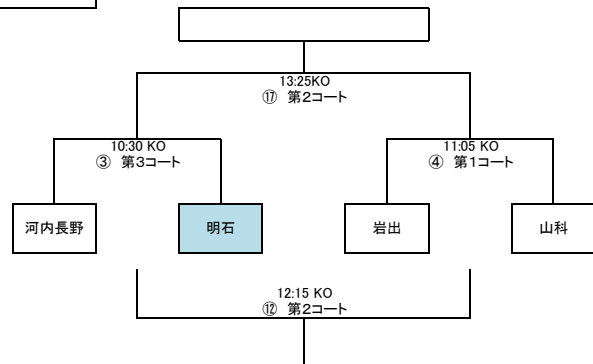 13:25KO
⑰ 第2コート
10:30 KO
③ 第3コート
11:05 KO
④ 第1コート
河内長野
明石
岩出
山科
12:15 KO
⑫ 第2コート